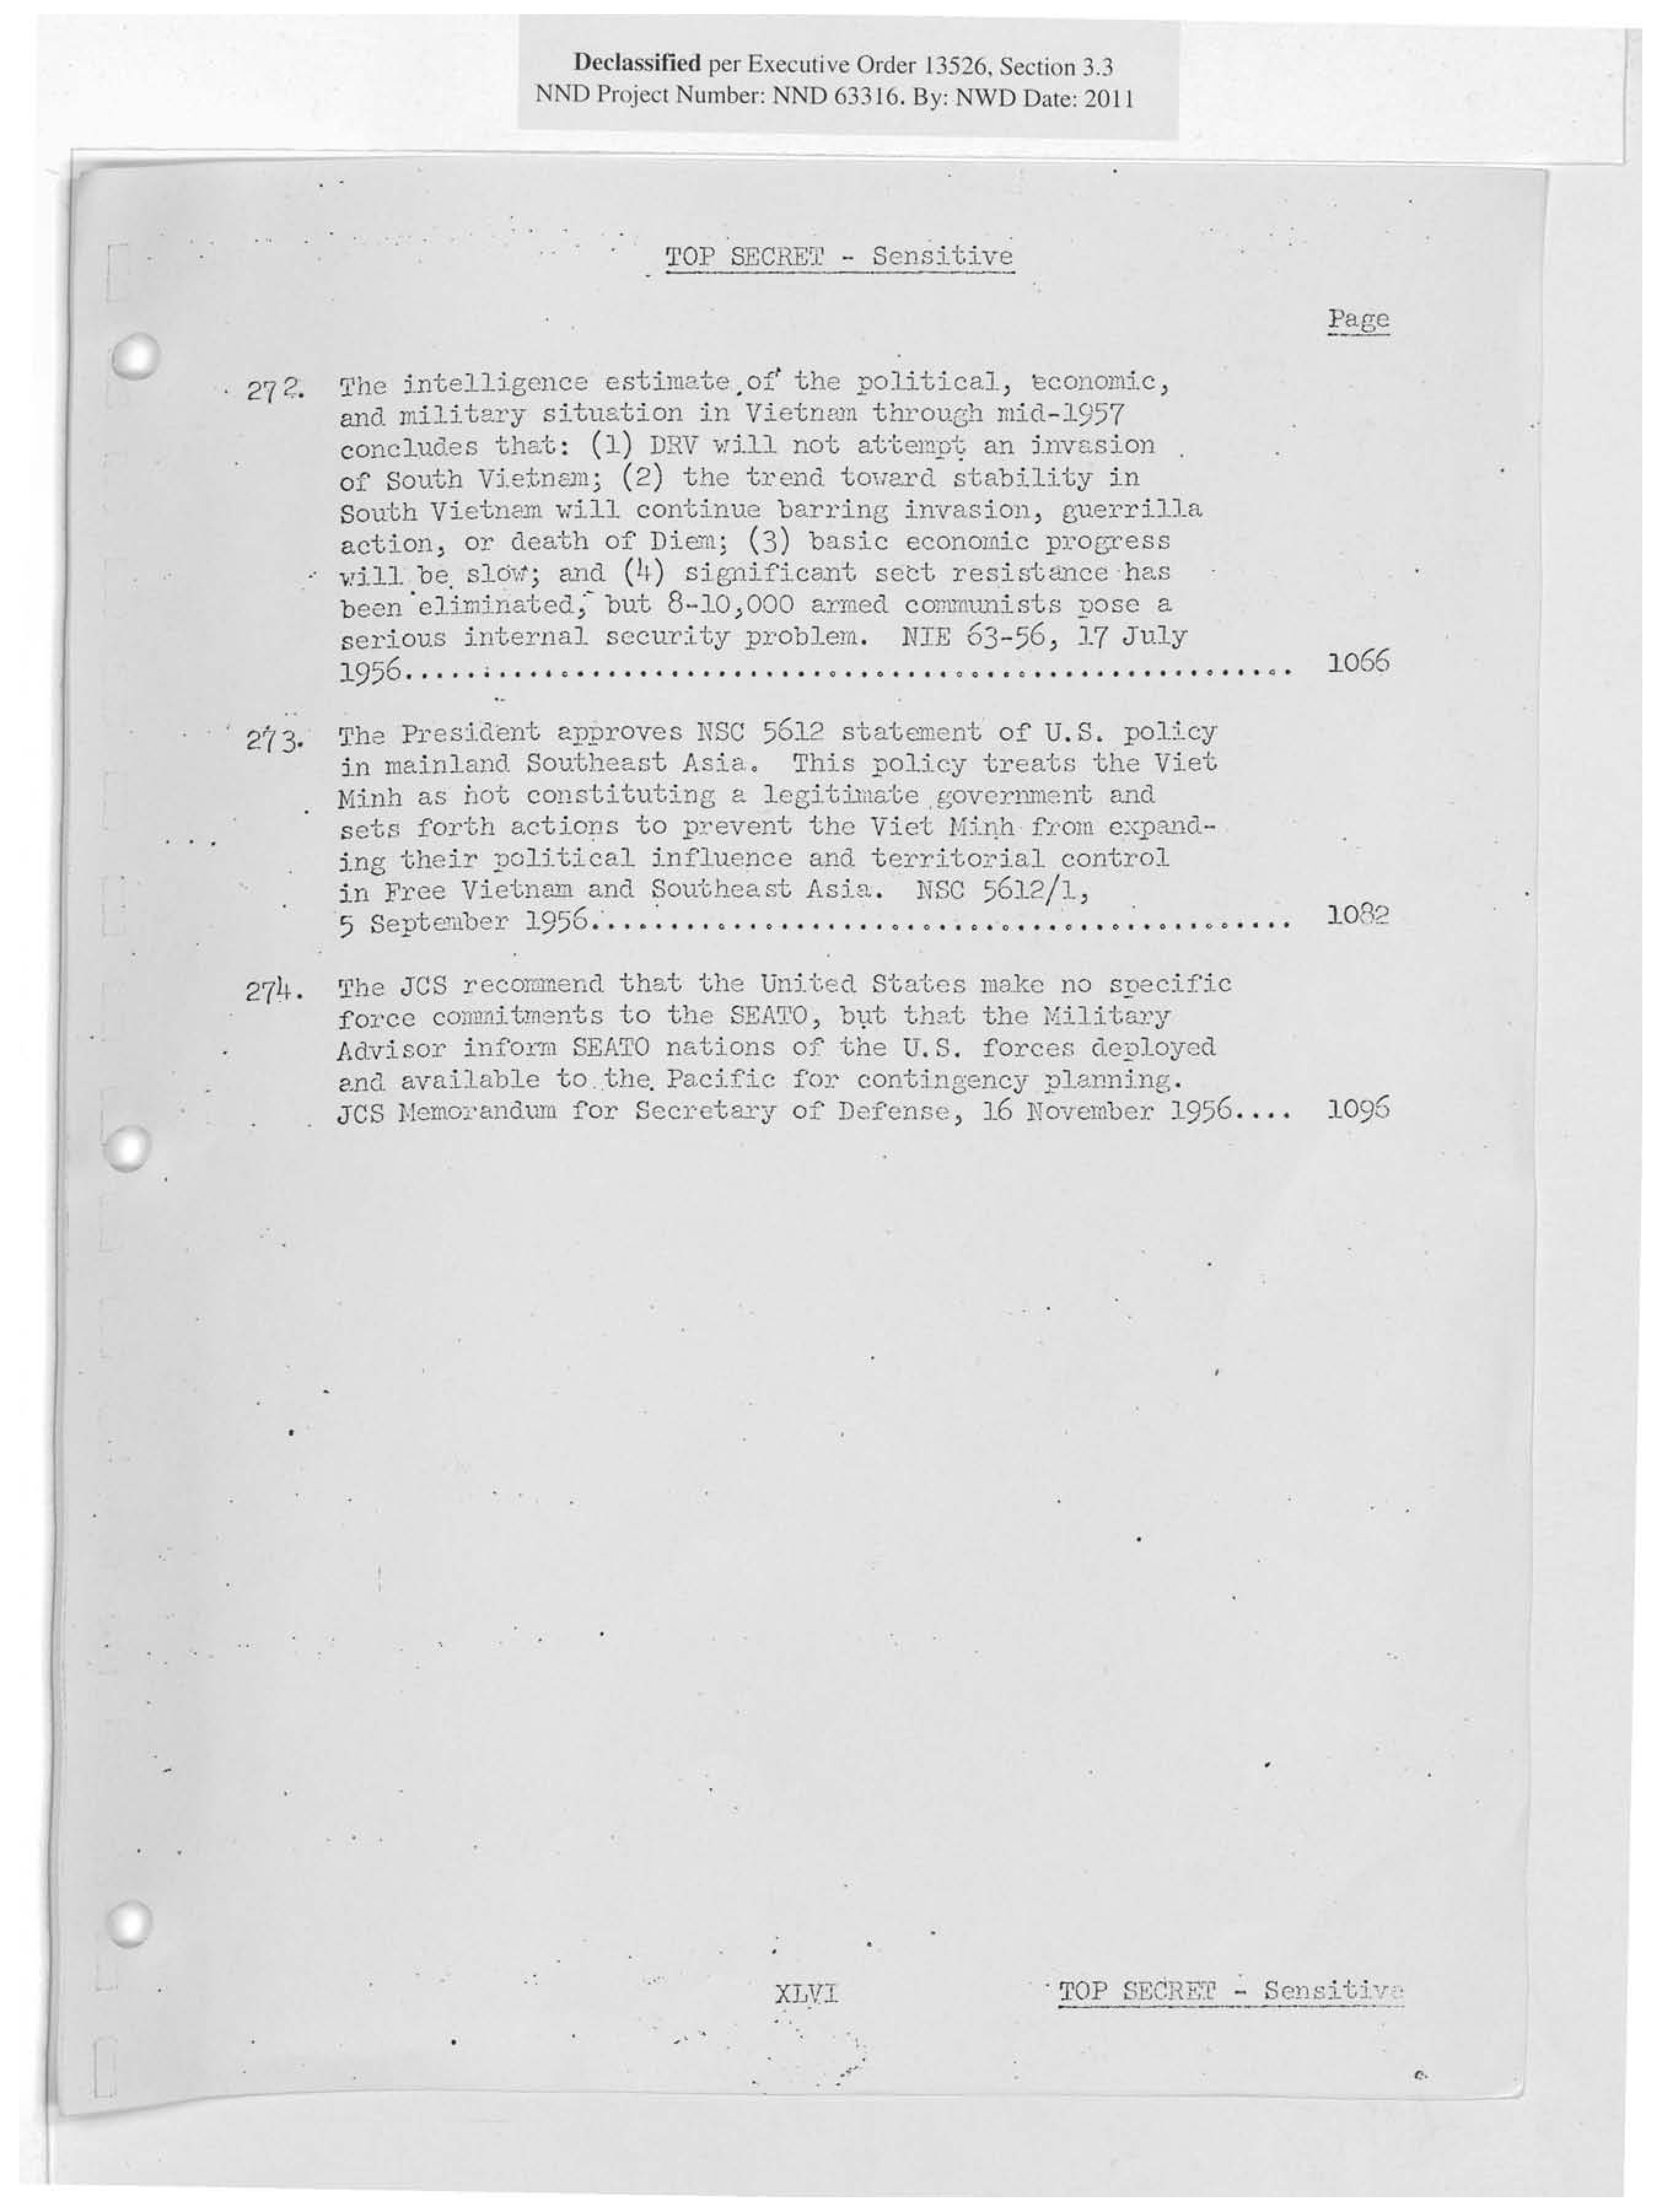 Declassified per Executive Order 13526, Section 3.3
NND Project Number: NND 63316. By: NWD Date: 2011
TOP SECRET - Sensitive
Page
272. The intelligence estimate of the political, economic,
and military situation in Vietnam through mid-1957
concludes that: (1) DRV will not attempt an invasion
of South Vietnam; (2) the trend toward stability in
South Vietnam will continue barring invasion, guerrilla
action, or death of Diem; (3) basic economic progress
will be slow; and (4) significant sect resistance has
been eliminated, but 8-10,000 armed communists pose a
serious internal security problem. NIE 63-56, 17 July
1956......................................................... 1066
273. The President approves NSC 5612 statement of U.S. policy
in mainland Southeast Asia. This policy treats the Viet
Minh as not constituting a legitimate government and
sets forth actions to prevent the Viet Minh from expand-
ing their political influence and territorial control
in Free Vietnam and Southeast Asia. NSC 5612/1,
5 September 1956............................................. 1082
274. The JCS recommend that the United States make no specific
force commitments to the SEATO, but that the Military
Advisor inform SEATO nations of the U.S. forces deployed
and available to the Pacific for contingency planning.
JCS Memorandum for Secretary of Defense, 16 November 1956.... 1096
XLVI
TOP SECRET - Sensitive